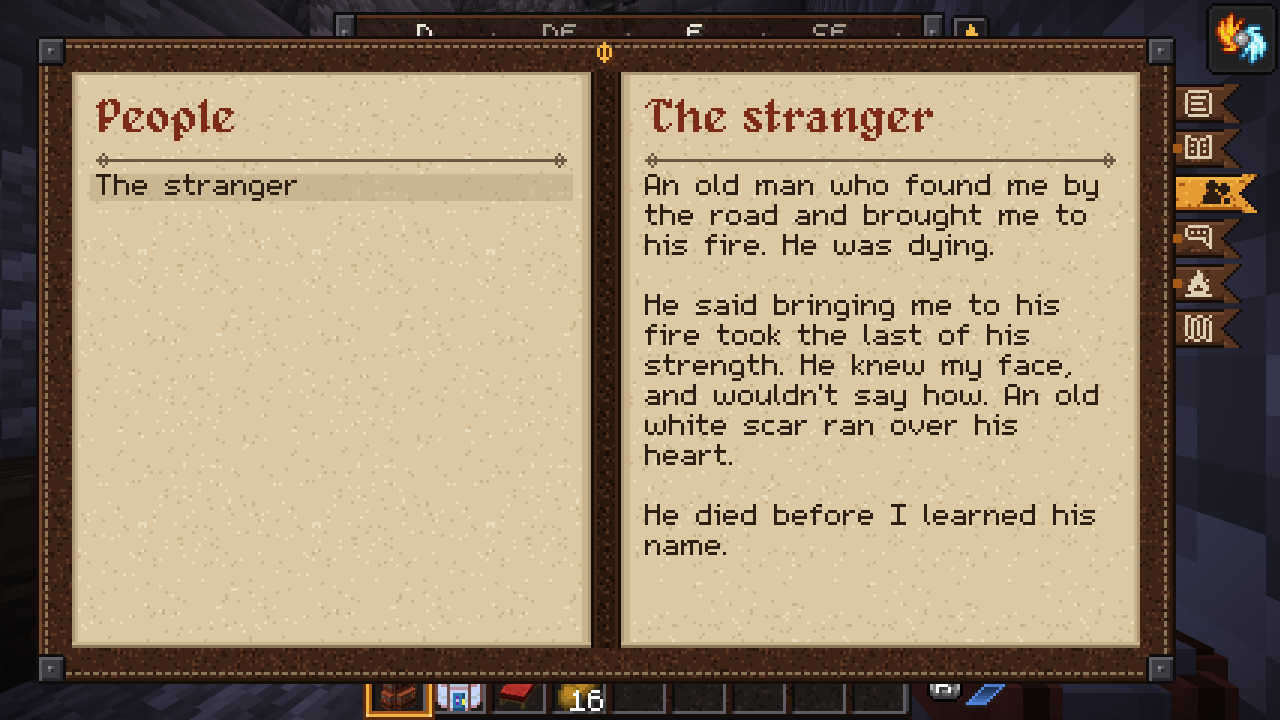 D . DE . E . SE .
People
The stranger
The stranger
An old man who found me by
the road and brought me to
his fire. He was dying.
He said bringing me to his
fire took the last of his
strength. He knew my face,
and wouldn't say how. An old
white scar ran over his
heart.
He died before I learned his
name.
16